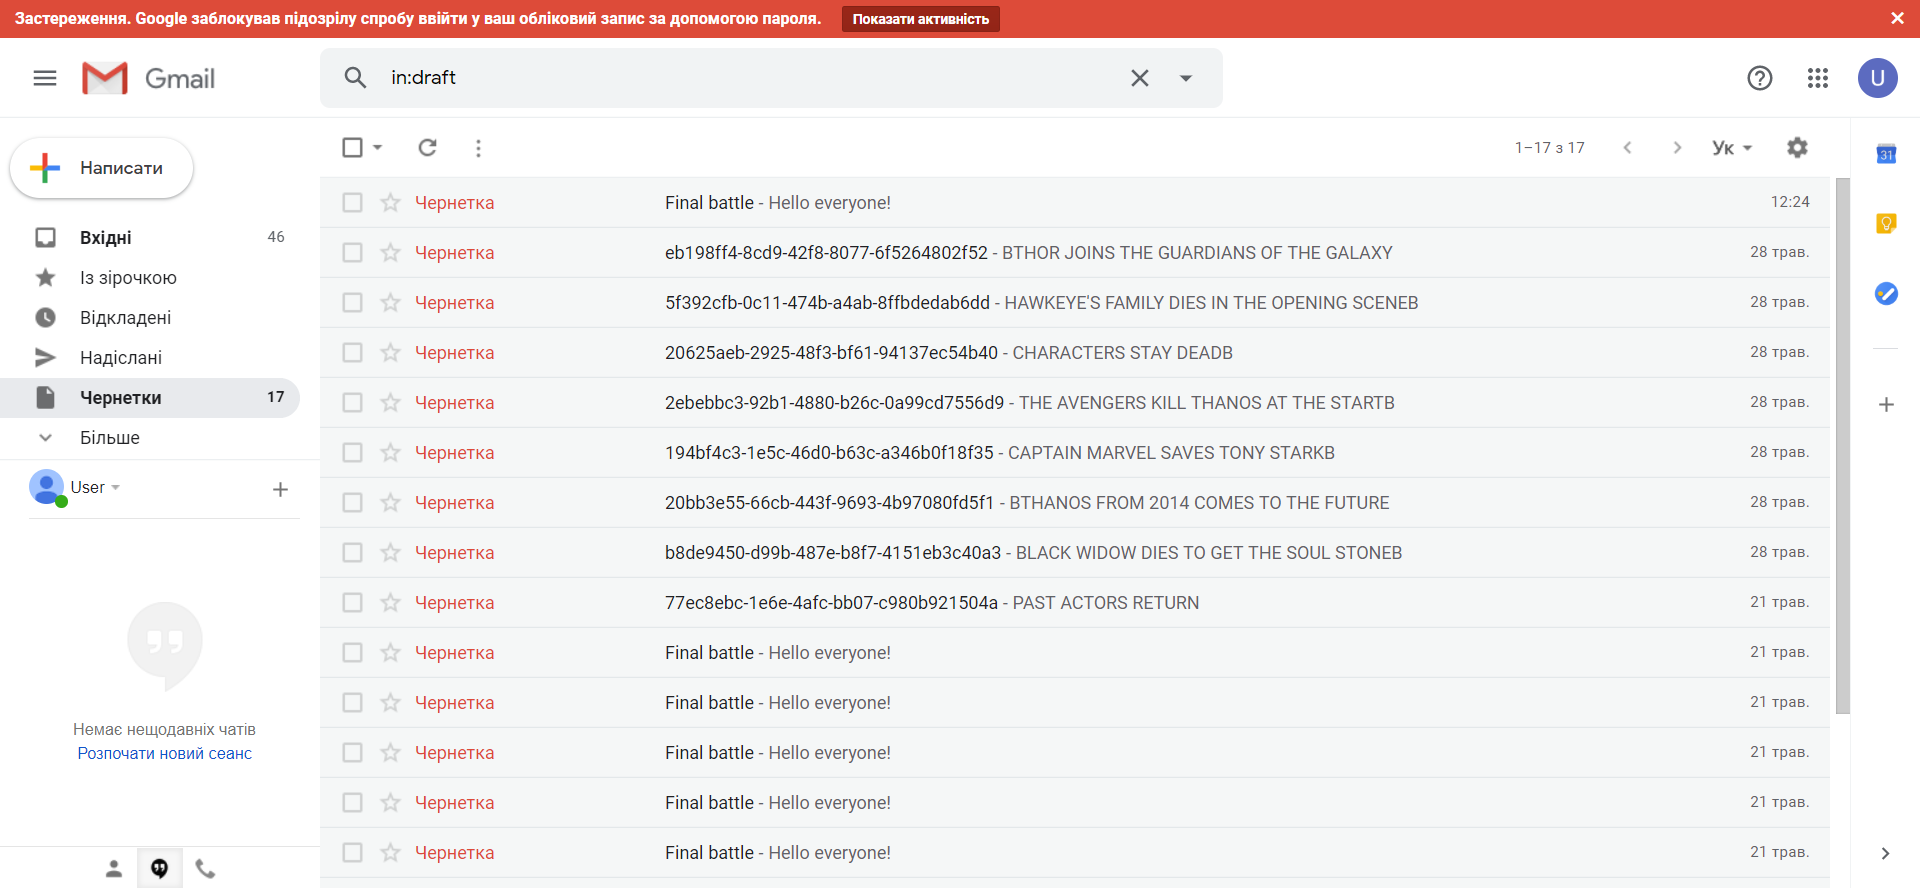 Застереження. Google заблокував підозрілу спробу ввійти у ваш обліковий запис за допомогою пароля. Показати активність
Gmail
in:draft
U
Написати
1–17 з 17
Ук
31
Вхідні 46
Із зірочкою
Відкладені
Надіслані
Чернетки 17
Більше
User
Немає нещодавніх чатів
Розпочати новий сеанс
Чернетка Final battle - Hello everyone! 12:24
Чернетка eb198ff4-8cd9-42f8-8077-6f5264802f52 - BTHOR JOINS THE GUARDIANS OF THE GALAXY 28 трав.
Чернетка 5f392cfb-0c11-474b-a4ab-8ffbdedab6dd - HAWKEYE'S FAMILY DIES IN THE OPENING SCENEB 28 трав.
Чернетка 20625aeb-2925-48f3-bf61-94137ec54b40 - CHARACTERS STAY DEADB 28 трав.
Чернетка 2ebebbc3-92b1-4880-b26c-0a99cd7556d9 - THE AVENGERS KILL THANOS AT THE STARTB 28 трав.
Чернетка 194bf4c3-1e5c-46d0-b63c-a346b0f18f35 - CAPTAIN MARVEL SAVES TONY STARKB 28 трав.
Чернетка 20bb3e55-66cb-443f-9693-4b97080fd5f1 - BTHANOS FROM 2014 COMES TO THE FUTURE 28 трав.
Чернетка b8de9450-d99b-487e-b8f7-4151eb3c40a3 - BLACK WIDOW DIES TO GET THE SOUL STONEB 28 трав.
Чернетка 77ec8ebc-1e6e-4afc-bb07-c980b921504a - PAST ACTORS RETURN 21 трав.
Чернетка Final battle - Hello everyone! 21 трав.
Чернетка Final battle - Hello everyone! 21 трав.
Чернетка Final battle - Hello everyone! 21 трав.
Чернетка Final battle - Hello everyone! 21 трав.
Чернетка Final battle - Hello everyone! 21 трав.